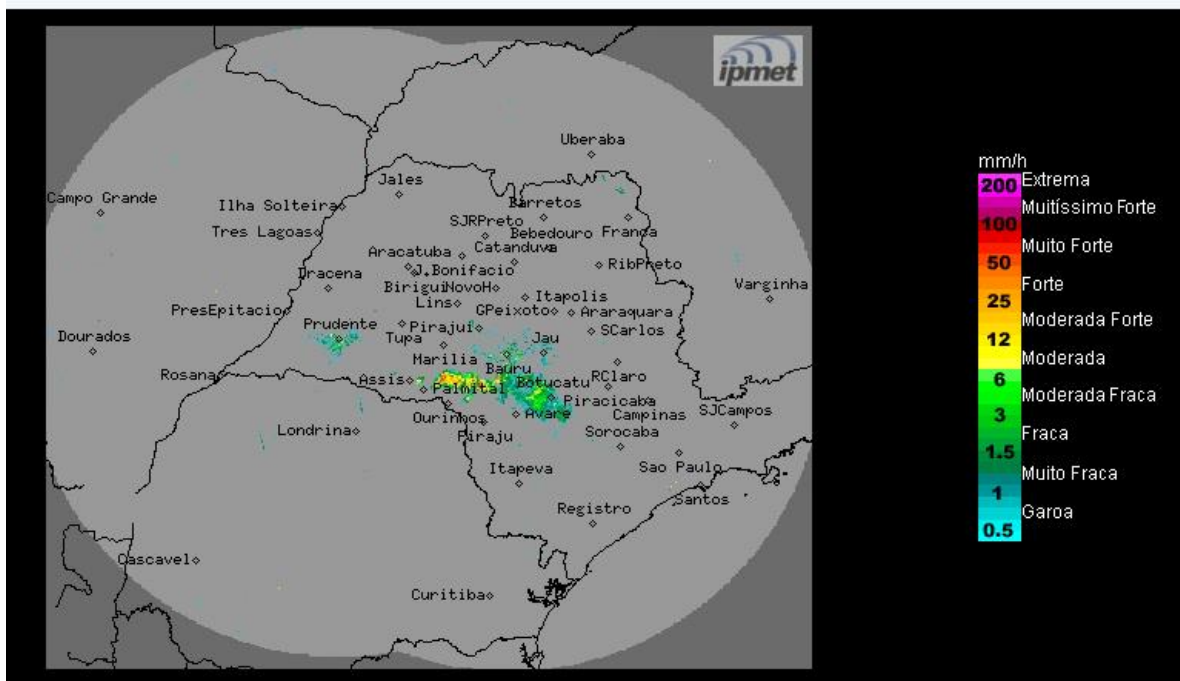 ipmet
Uberaba
Jales
Campo Grande
Ilha Solteira
Barretos
SJRPreto
Tres Lagoas
Bebedouro Franca
Aracatuba
Catanduva
J.Bonifacio
RibPreto
Dracena
Birigui
NovoH
Varginha
Itapolis
Lins
PresEpitacio
GPeixoto
Araraquara
Prudente
Pirajui
SCarlos
Dourados
Tupa
Jau
Marilia
Bauru
Rosana
Assis
Botucatu
RClaro
Palmital
Piracicaba
Ourinhos
Avare
Campinas
SJCampos
Londrina
Piraju
Sorocaba
Itapeva
Sao Paulo
Santos
Registro
Cascavel
Curitiba
mm/h
200 Extrema
Muitíssimo Forte
100
Muito Forte
50
Forte
25
Moderada Forte
12
Moderada
6
Moderada Fraca
3
Fraca
1.5
Muito Fraca
1
Garoa
0.5